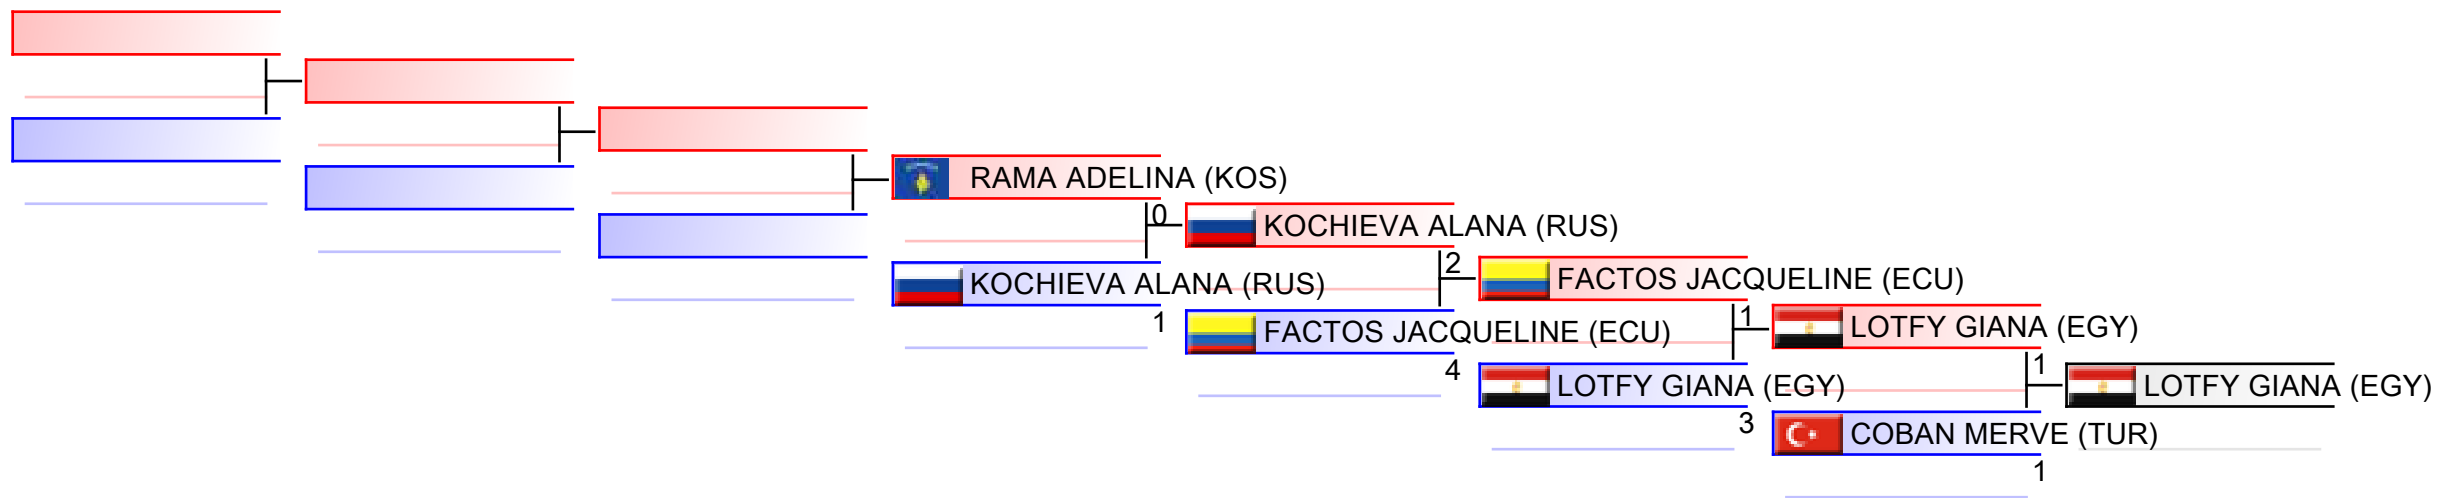 RAMA ADELINA (KOS)
0
KOCHIEVA ALANA (RUS)
KOCHIEVA ALANA (RUS)
1
2
FACTOS JACQUELINE (ECU)
FACTOS JACQUELINE (ECU)
4
1
LOTFY GIANA (EGY)
LOTFY GIANA (EGY)
3
1
LOTFY GIANA (EGY)
COBAN MERVE (TUR)
1